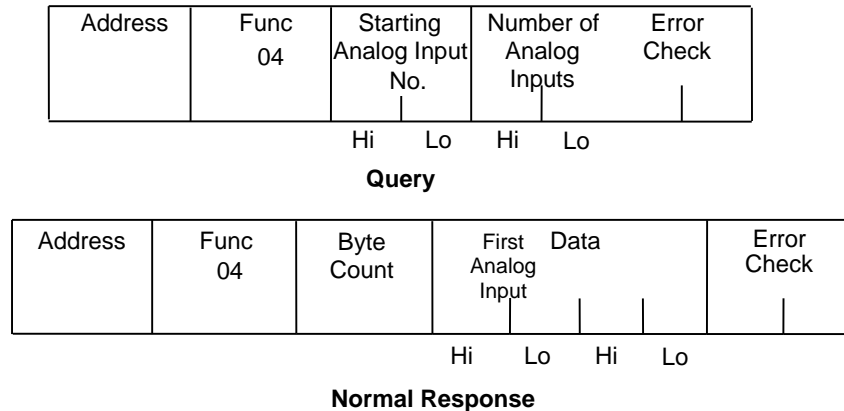 Address Func Starting Number of Error
04 Analog Input Analog Check
No. Inputs
Hi Lo Hi Lo
Query
Address Func Byte First Data Error
04 Count Analog Check
Input
Hi Lo Hi Lo
Normal Response